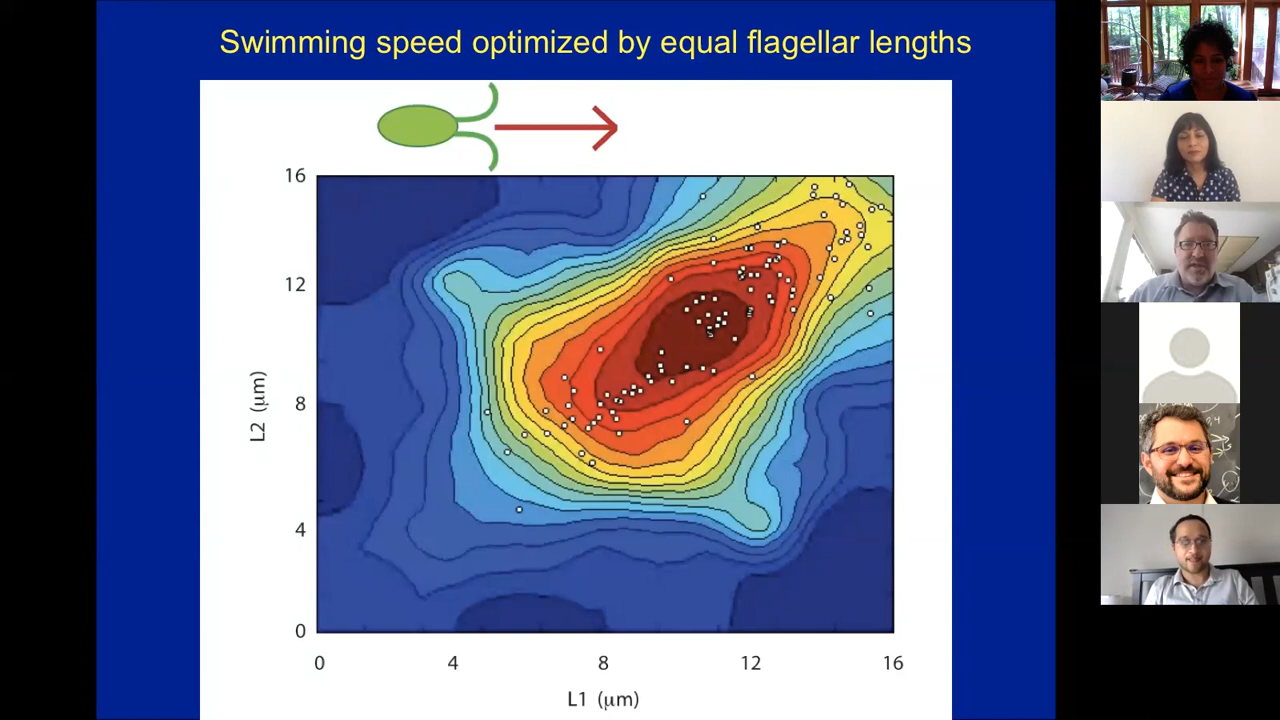 Swimming speed optimized by equal flagellar lengths
16
12
8
4
0
L2 (μm)
0 4 8 12 16
L1 (μm)